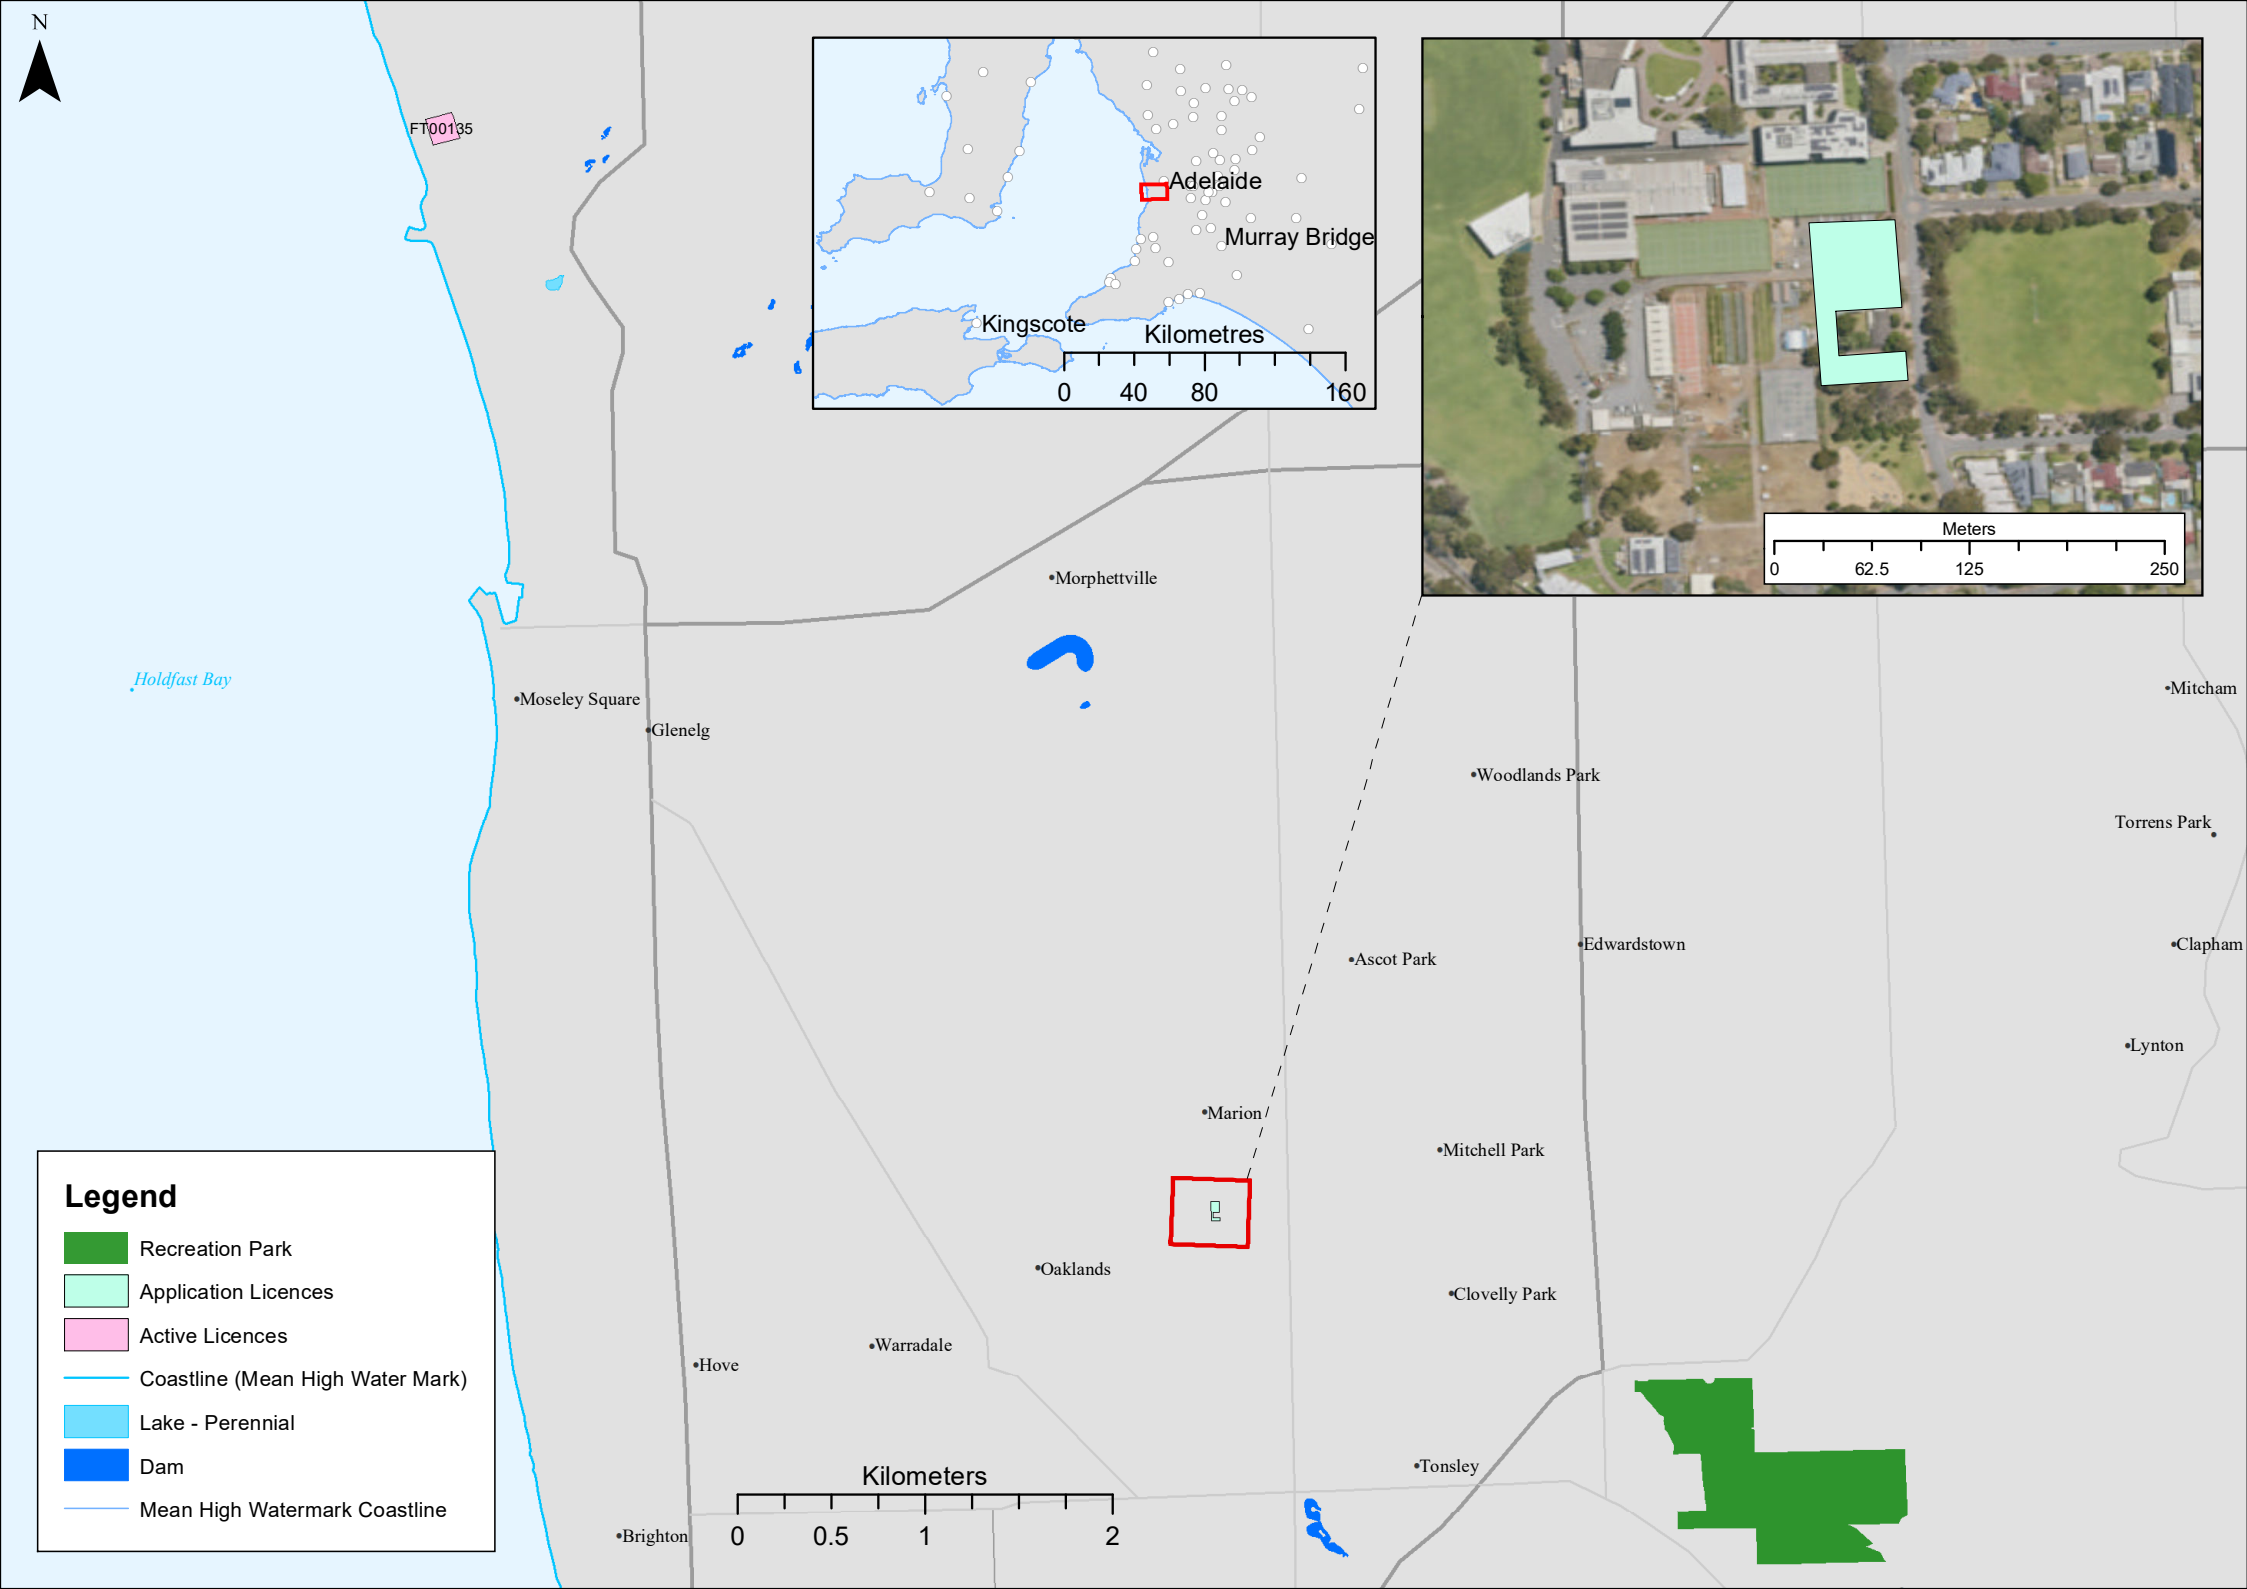 N
FT00135
Adelaide
Murray Bridge
Kingscote
Kilometres
0 40 80 160
Meters
0 62.5 125 250
Morphettville
Holdfast Bay
Moseley Square
Glenelg
Mitcham
Woodlands Park
Torrens Park
Ascot Park
Edwardstown
Clapham
Lynton
Marion
Mitchell Park
Oaklands
Clovelly Park
Warradale
Hove
Tonsley
Brighton
Kilometers
0 0.5 1 2
Legend
Recreation Park
Application Licences
Active Licences
Coastline (Mean High Water Mark)
Lake - Perennial
Dam
Mean High Watermark Coastline